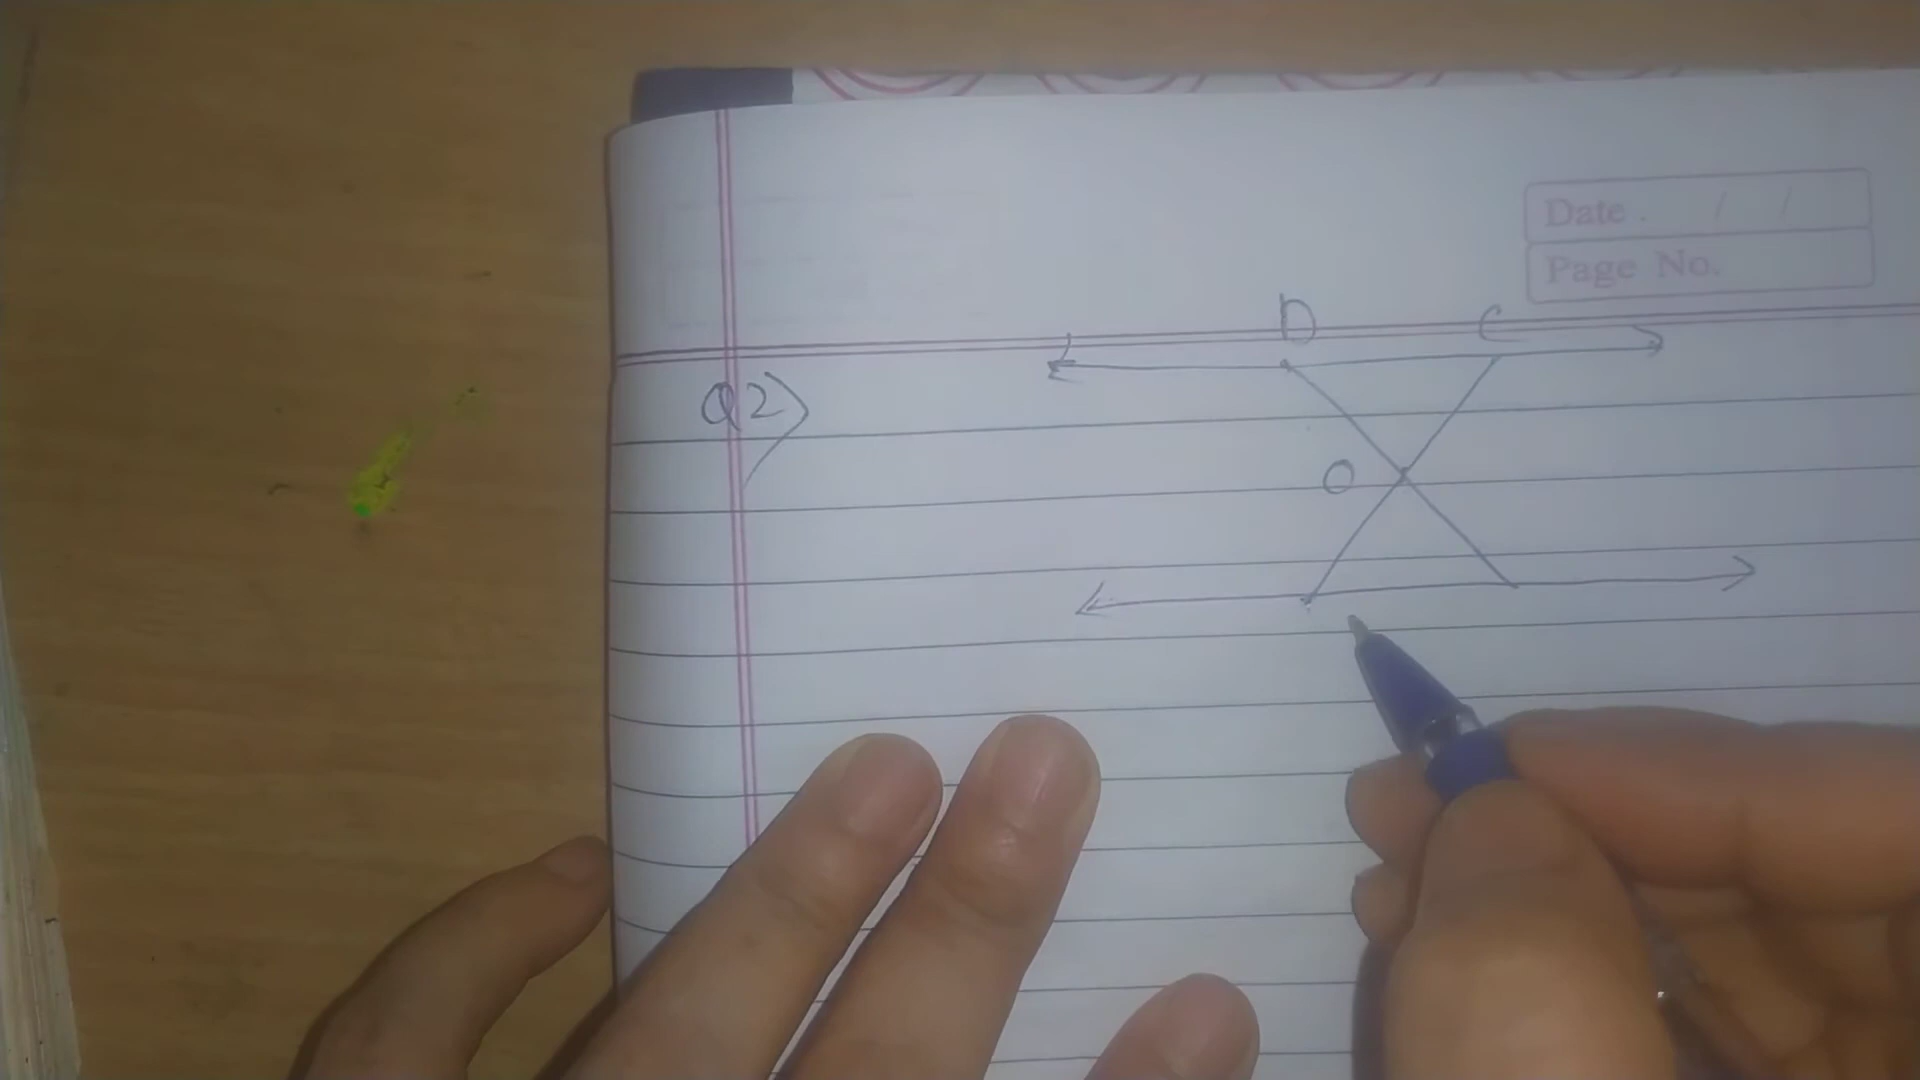 Date. / /
Page No.
D C
Q2)
O